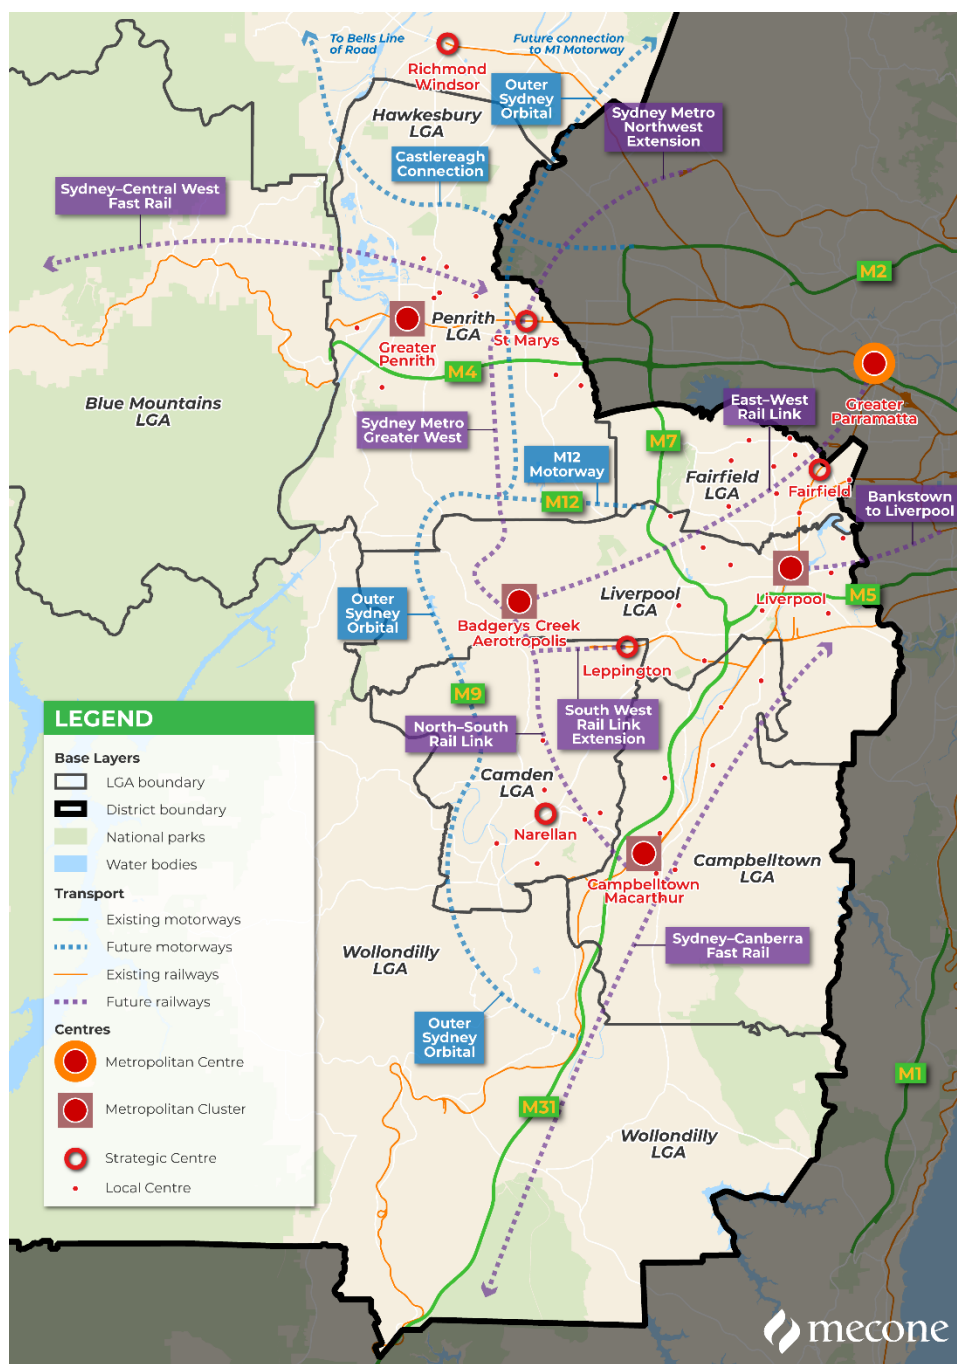 To Bells Line
of Road
Future connection
to M1 Motorway
Richmond
Windsor
Outer
Sydney
Orbital
Hawkesbury
LGA
Sydney Metro
Northwest
Extension
Castlereagh
Connection
Sydney–Central West
Fast Rail
M2
Penrith
LGA
St Marys
Greater
Penrith
M4
Blue Mountains
LGA
East–West
Rail Link
Greater
Parramatta
Sydney Metro
Greater West
M7
M12
Motorway
Fairfield
LGA
Fairfield
M12
Bankstown
to Liverpool
Outer
Sydney
Orbital
Liverpool
LGA
Liverpool
M5
Badgerys Creek
Aerotropolis
Leppington
M9
North–South
Rail Link
South West
Rail Link
Extension
LEGEND
Base Layers
LGA boundary
District boundary
National parks
Water bodies
Transport
Existing motorways
Future motorways
Existing railways
Future railways
Centres
Metropolitan Centre
Metropolitan Cluster
Strategic Centre
Local Centre
Camden
LGA
Narellan
Campbelltown
LGA
Campbelltown
Macarthur
Wollondilly
LGA
Sydney–Canberra
Fast Rail
Outer
Sydney
Orbital
M1
M31
Wollondilly
LGA
mecone